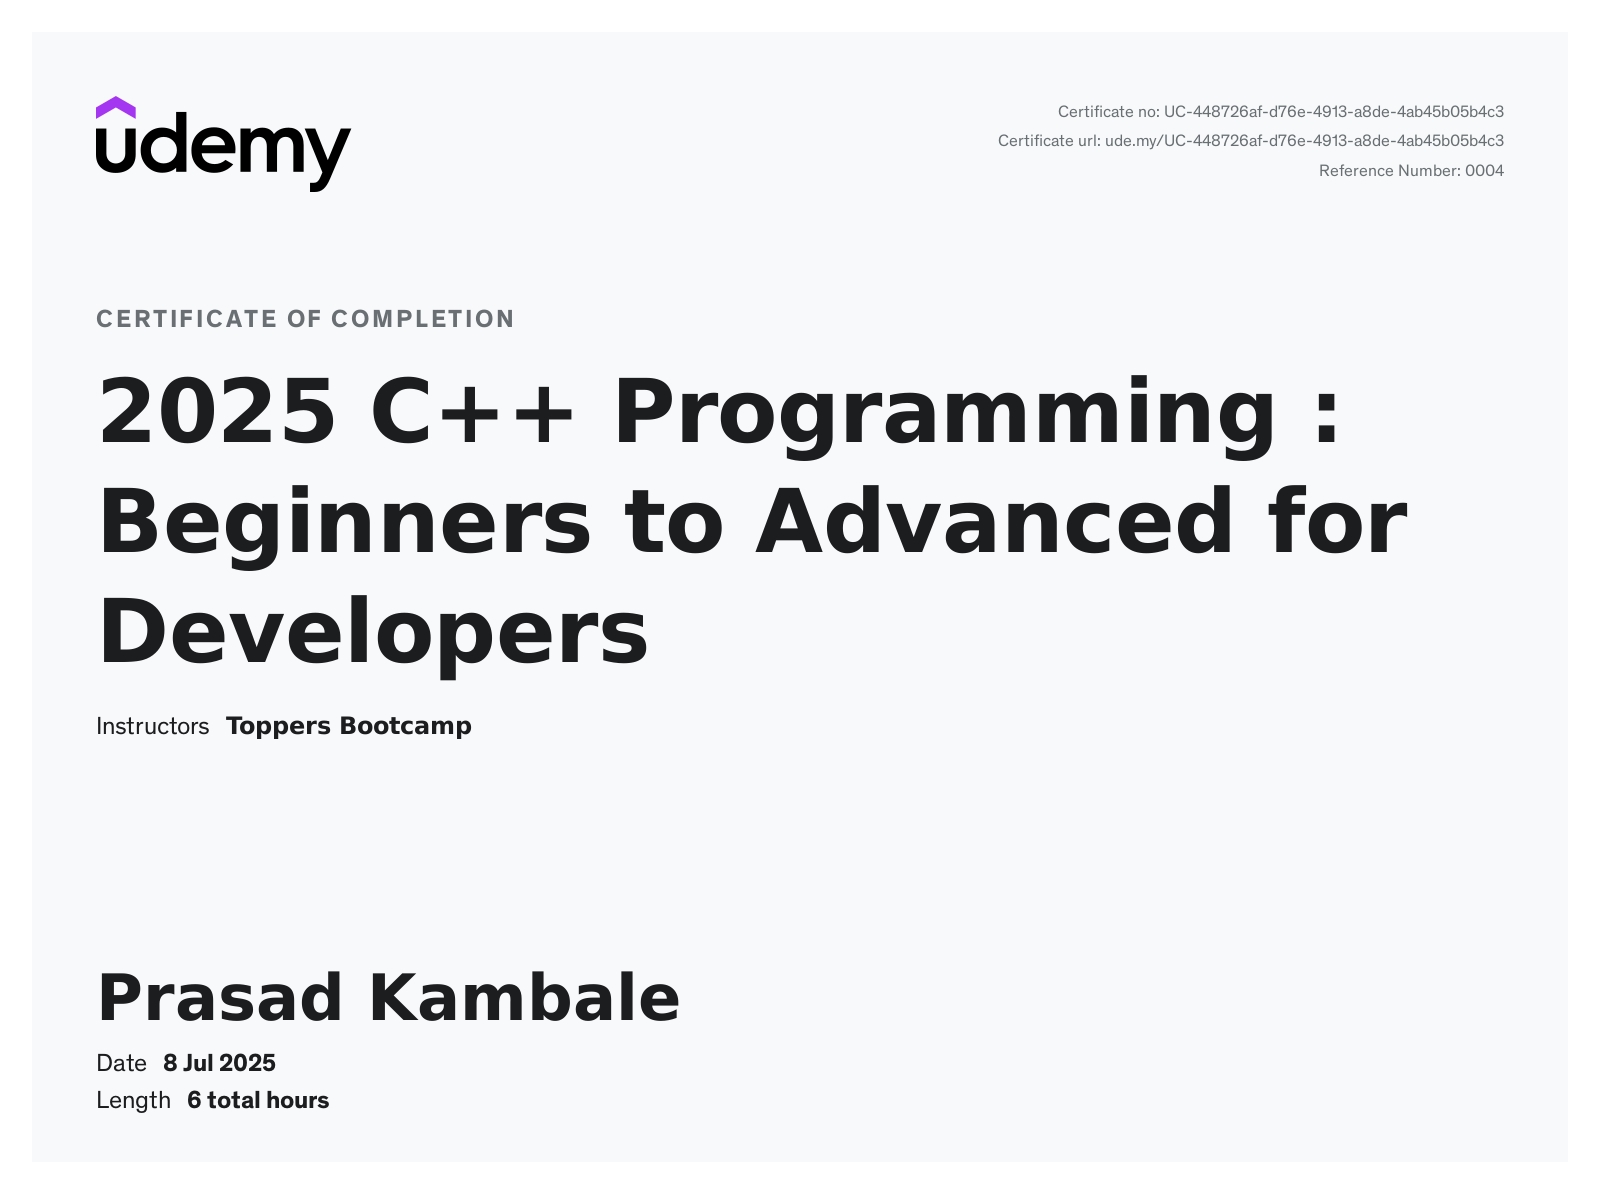 udemy
Certificate no: UC-448726af-d76e-4913-a8de-4ab45b05b4c3
Certificate url: ude.my/UC-448726af-d76e-4913-a8de-4ab45b05b4c3
Reference Number: 0004
CERTIFICATE OF COMPLETION
2025 C++ Programming :
Beginners to Advanced for
Developers
Instructors Toppers Bootcamp
Prasad Kambale
Date 8 Jul 2025
Length 6 total hours